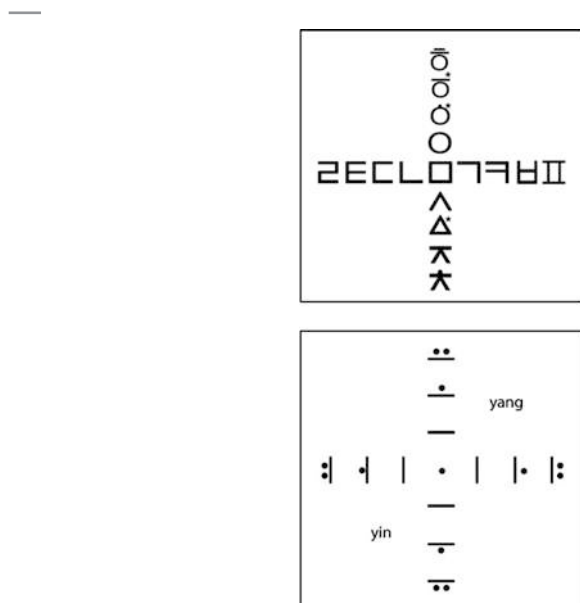 ㅎ
ㆆ
ㆁ
ㅇ
ㄹㅌㄷㄴㅁㄱㅋㅂㅍ
ㅅ
ㅿ
ㅈ
ㅊ
ㅛ
ㅗ
yang
ㅡ
ㅕ ㅓ ㅣ ㆍ ㅣ ㅏ ㅑ
ㅡ
yin
ㅜ
ㅠ